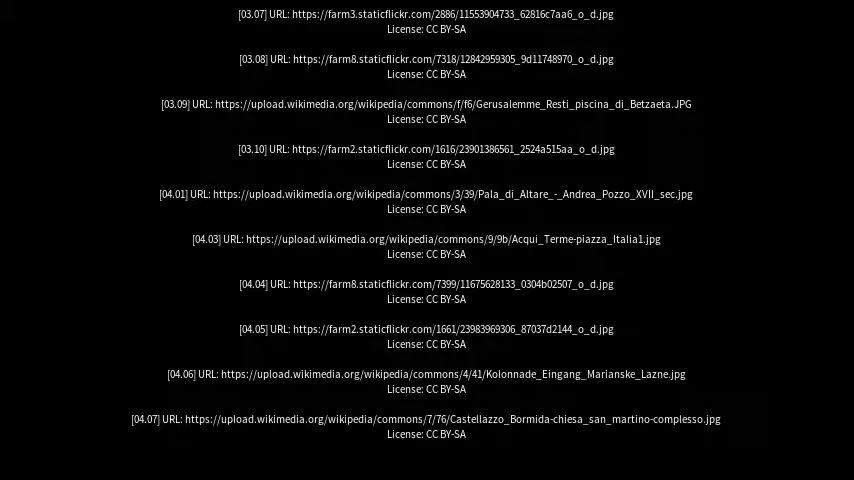 [03.07] URL: https://farm3.staticflickr.com/2886/11553904733_62816c7aa6_o_d.jpg
License: CC BY-SA
[03.08] URL: https://farm8.staticflickr.com/7318/12842959305_9d11748970_o_d.jpg
License: CC BY-SA
[03.09] URL: https://upload.wikimedia.org/wikipedia/commons/f/f6/Gerusalemme_Resti_piscina_di_Betzaeta.JPG
License: CC BY-SA
[03.10] URL: https://farm2.staticflickr.com/1616/23901386561_2524a515aa_o_d.jpg
License: CC BY-SA
[04.01] URL: https://upload.wikimedia.org/wikipedia/commons/3/39/Pala_di_Altare_-_Andrea_Pozzo_XVII_sec.jpg
License: CC BY-SA
[04.03] URL: https://upload.wikimedia.org/wikipedia/commons/9/9b/Acqui_Terme-piazza_Italia1.jpg
License: CC BY-SA
[04.04] URL: https://farm8.staticflickr.com/7399/11675628133_0304b02507_o_d.jpg
License: CC BY-SA
[04.05] URL: https://farm2.staticflickr.com/1661/23983969306_87037d2144_o_d.jpg
License: CC BY-SA
[04.06] URL: https://upload.wikimedia.org/wikipedia/commons/4/41/Kolonnade_Eingang_Marianske_Lazne.jpg
License: CC BY-SA
[04.07] URL: https://upload.wikimedia.org/wikipedia/commons/7/76/Castellazzo_Bormida-chiesa_san_martino-complesso.jpg
License: CC BY-SA